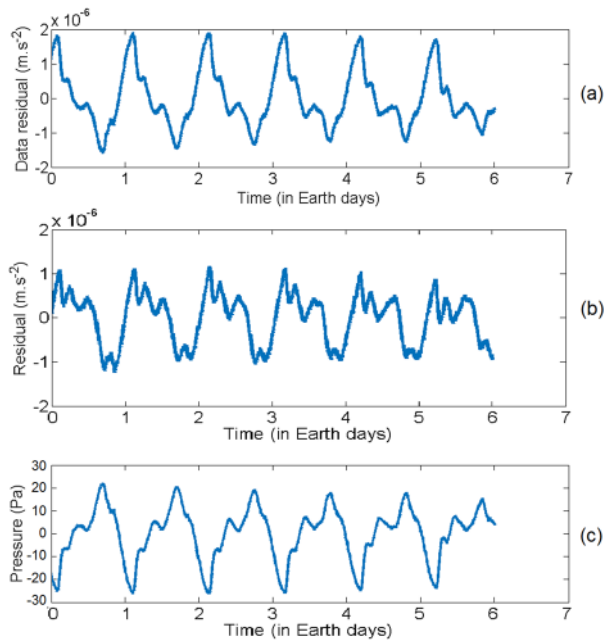 2 x 10⁻⁶
1
0
-1
-2
Data residual (m.s⁻²)
0 1 2 3 4 5 6 7
Time (in Earth days)
(a)
2 x 10⁻⁶
1
0
-1
-2
Residual (m.s⁻²)
0 1 2 3 4 5 6 7
Time (in Earth days)
(b)
30
20
10
0
-10
-20
-30
Pressure (Pa)
0 1 2 3 4 5 6 7
Time (in Earth days)
(c)